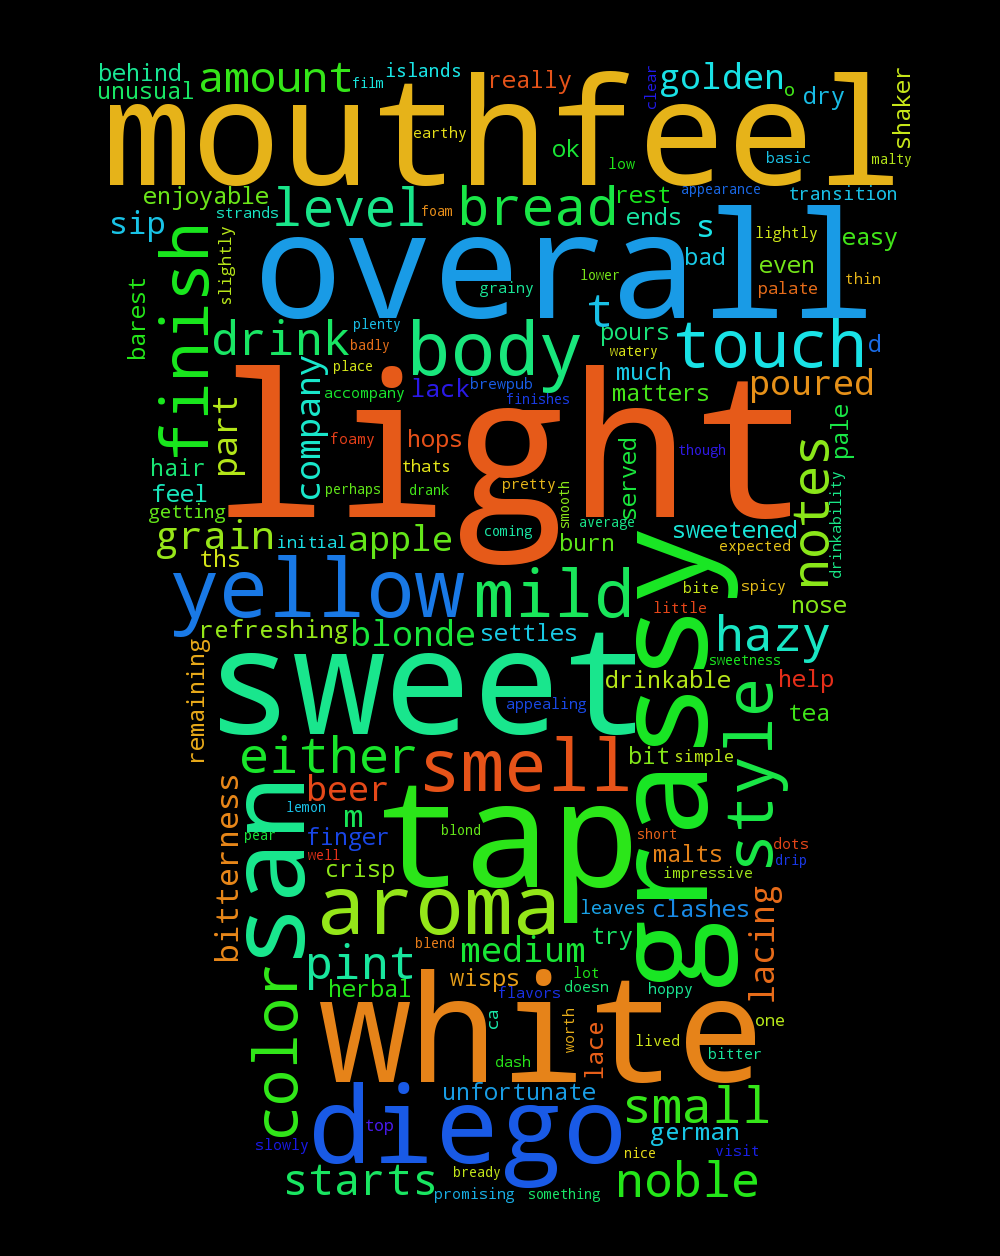 behind amount film islands really clear golden o dry shaker
unusual mouthfeel earthy ok low basic malty
enjoyable strands level foam bread rest appearance transition
sip finish slightly overall ends s bad lightly even easy
grainy lower palate thin
barest drink plenty badly body t pours watery touch d
place company accompany lack brewpub finishes much matters poured
part light foamy hops thats though pale
hair feel perhaps drank pretty smooth served notes drinkability
getting grain initial apple coming average burn sweetened expected
ths yellow mild grassy bite spicy little nose
refreshing blonde settles hazy
remaining sweet appealing drinkable sweetness help tea
either smell bit simple style
bitterness san beer lemon m tap
pear finger blond short malts dots drip
well crisp impressive
aroma leaves clashes lacing
pint blend medium try
herbal wisps flavors lot doesn hoppy
color white ca dash worth lace lived one bitter
diego unfortunate small
slowly top german visit nice
starts bready promising something noble